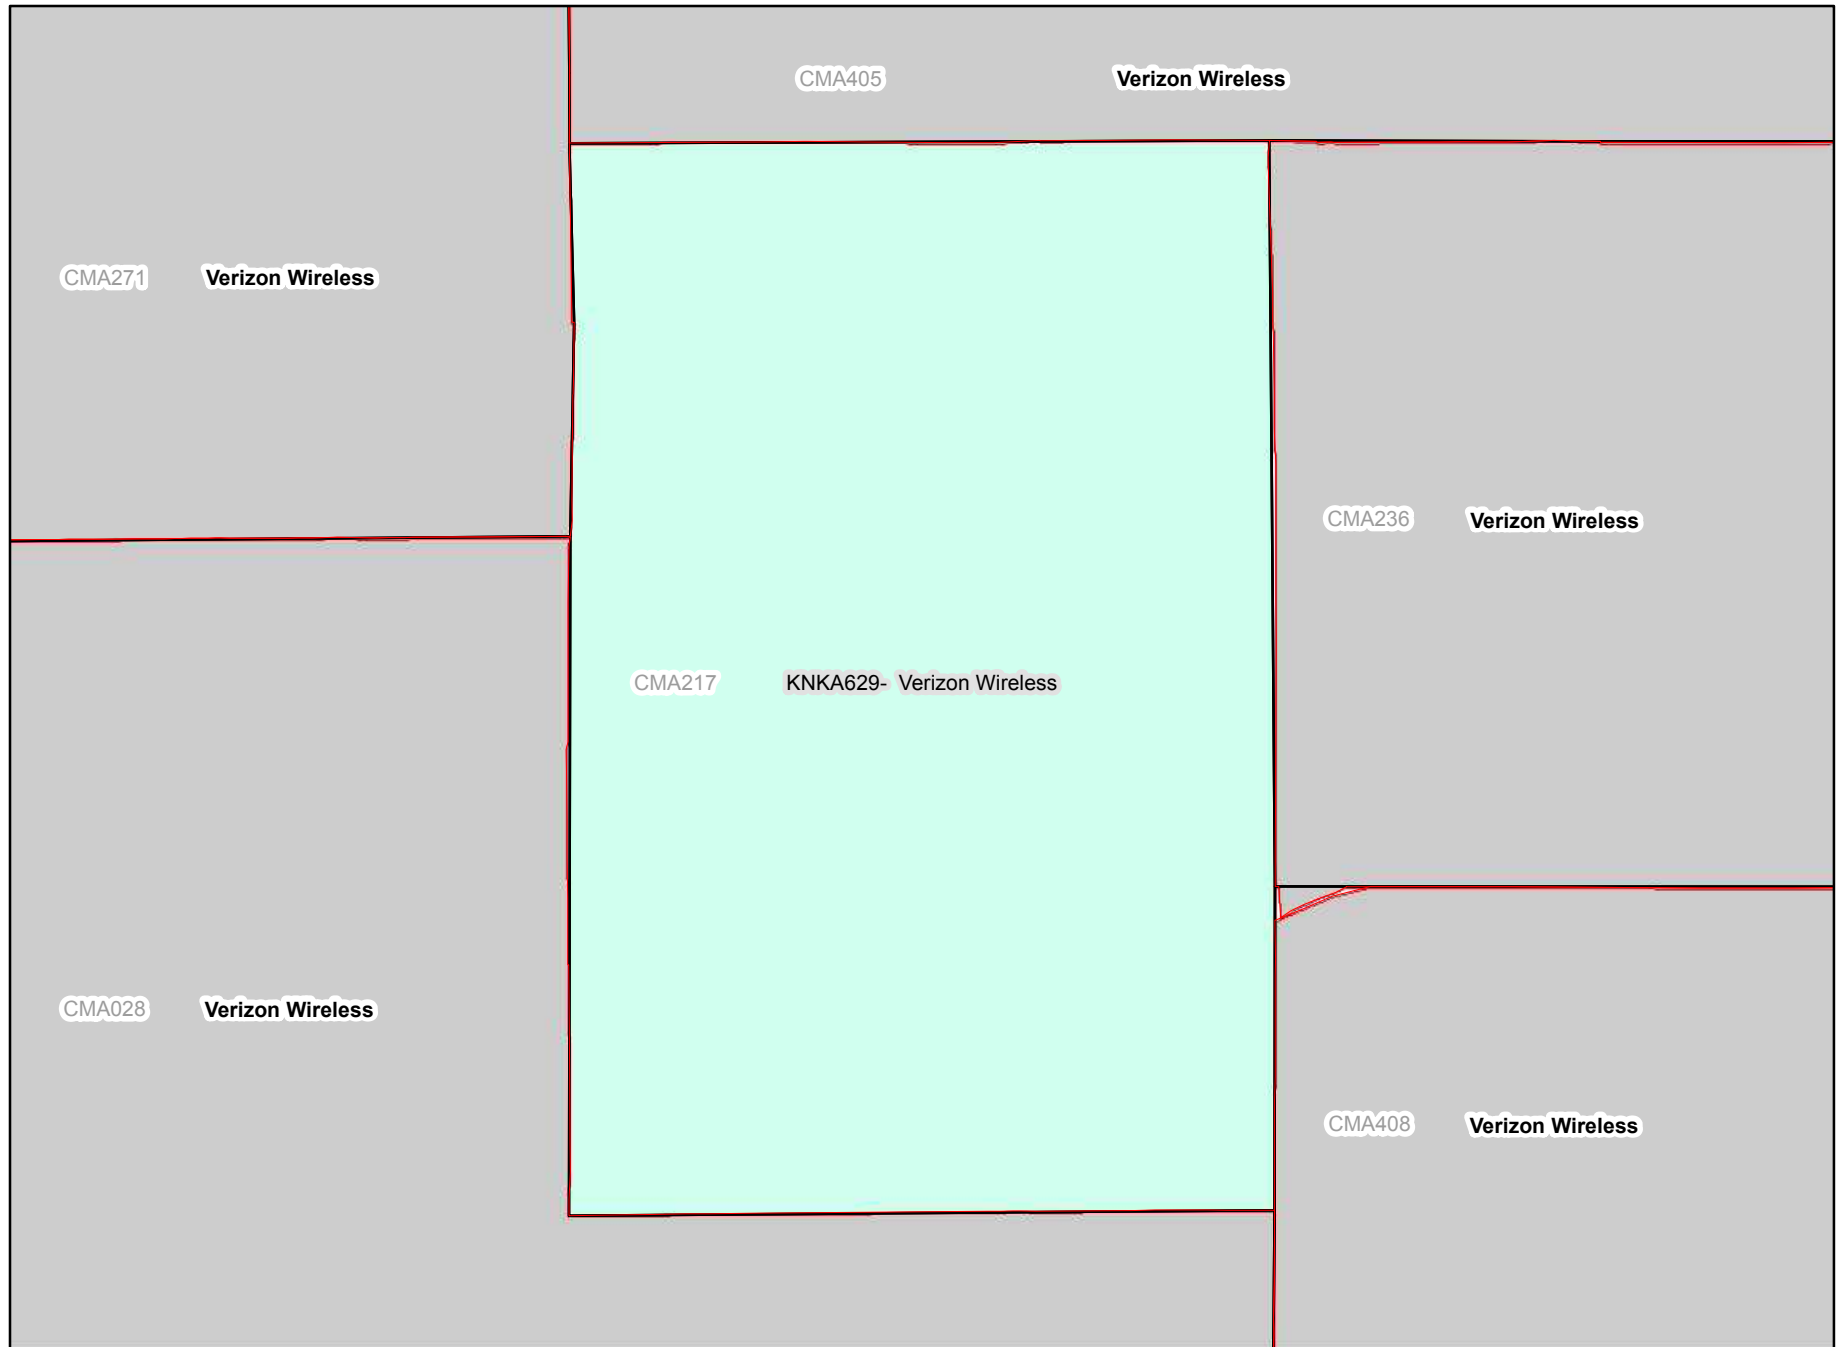 CMA405 Verizon Wireless
CMA271 Verizon Wireless
CMA236 Verizon Wireless
CMA217 KNKA629- Verizon Wireless
CMA028 Verizon Wireless
CMA408 Verizon Wireless